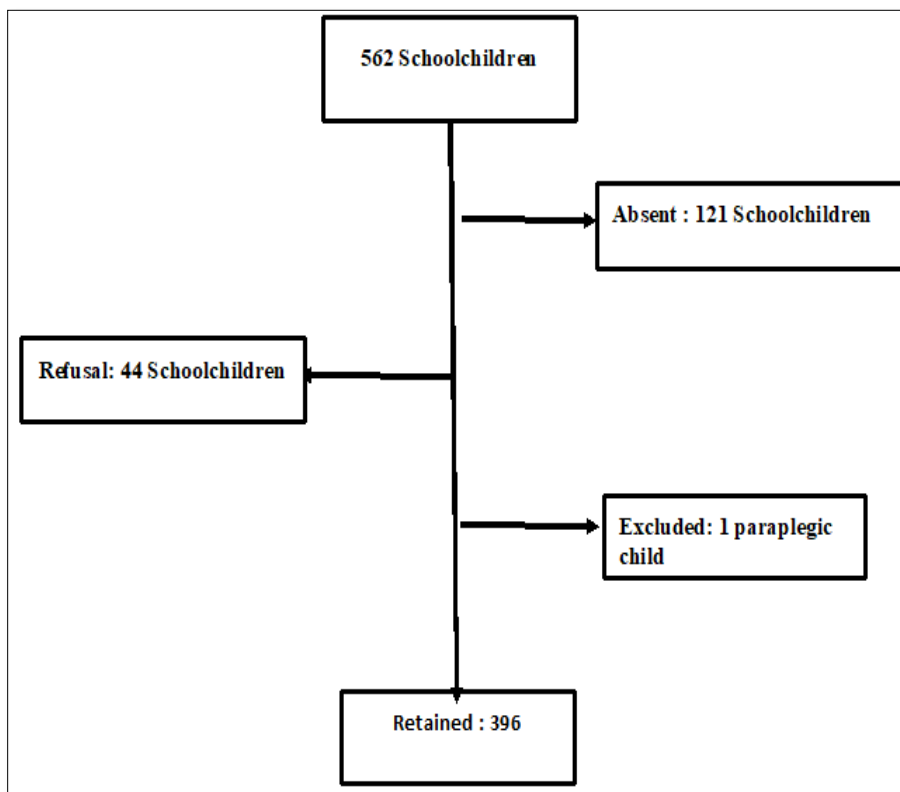 562 Schoolchildren
Absent : 121 Schoolchildren
Refusal: 44 Schoolchildren
Excluded: 1 paraplegic
child
Retained : 396